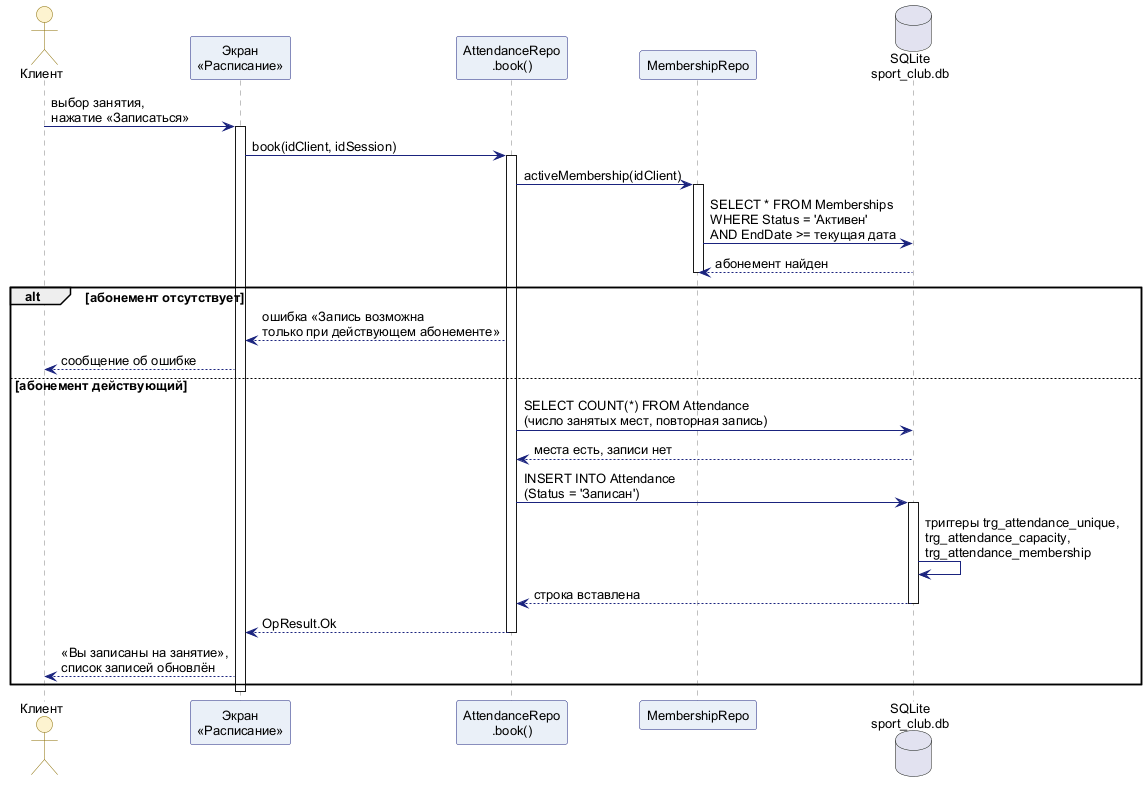 Клиент
Экран
«Расписание»
AttendanceRepo
.book()
MembershipRepo
SQLite
sport_club.db
выбор занятия,
нажатие «Записаться»
book(idClient, idSession)
activeMembership(idClient)
SELECT * FROM Memberships
WHERE Status = 'Активен'
AND EndDate >= текущая дата
абонемент найден
alt
[абонемент отсутствует]
ошибка «Запись возможна
только при действующем абонементе»
сообщение об ошибке
[абонемент действующий]
SELECT COUNT(*) FROM Attendance
(число занятых мест, повторная запись)
места есть, записи нет
INSERT INTO Attendance
(Status = 'Записан')
триггеры trg_attendance_unique,
trg_attendance_capacity,
trg_attendance_membership
строка вставлена
OpResult.Ok
«Вы записаны на занятие»,
список записей обновлён
Клиент
Экран
«Расписание»
AttendanceRepo
.book()
MembershipRepo
SQLite
sport_club.db